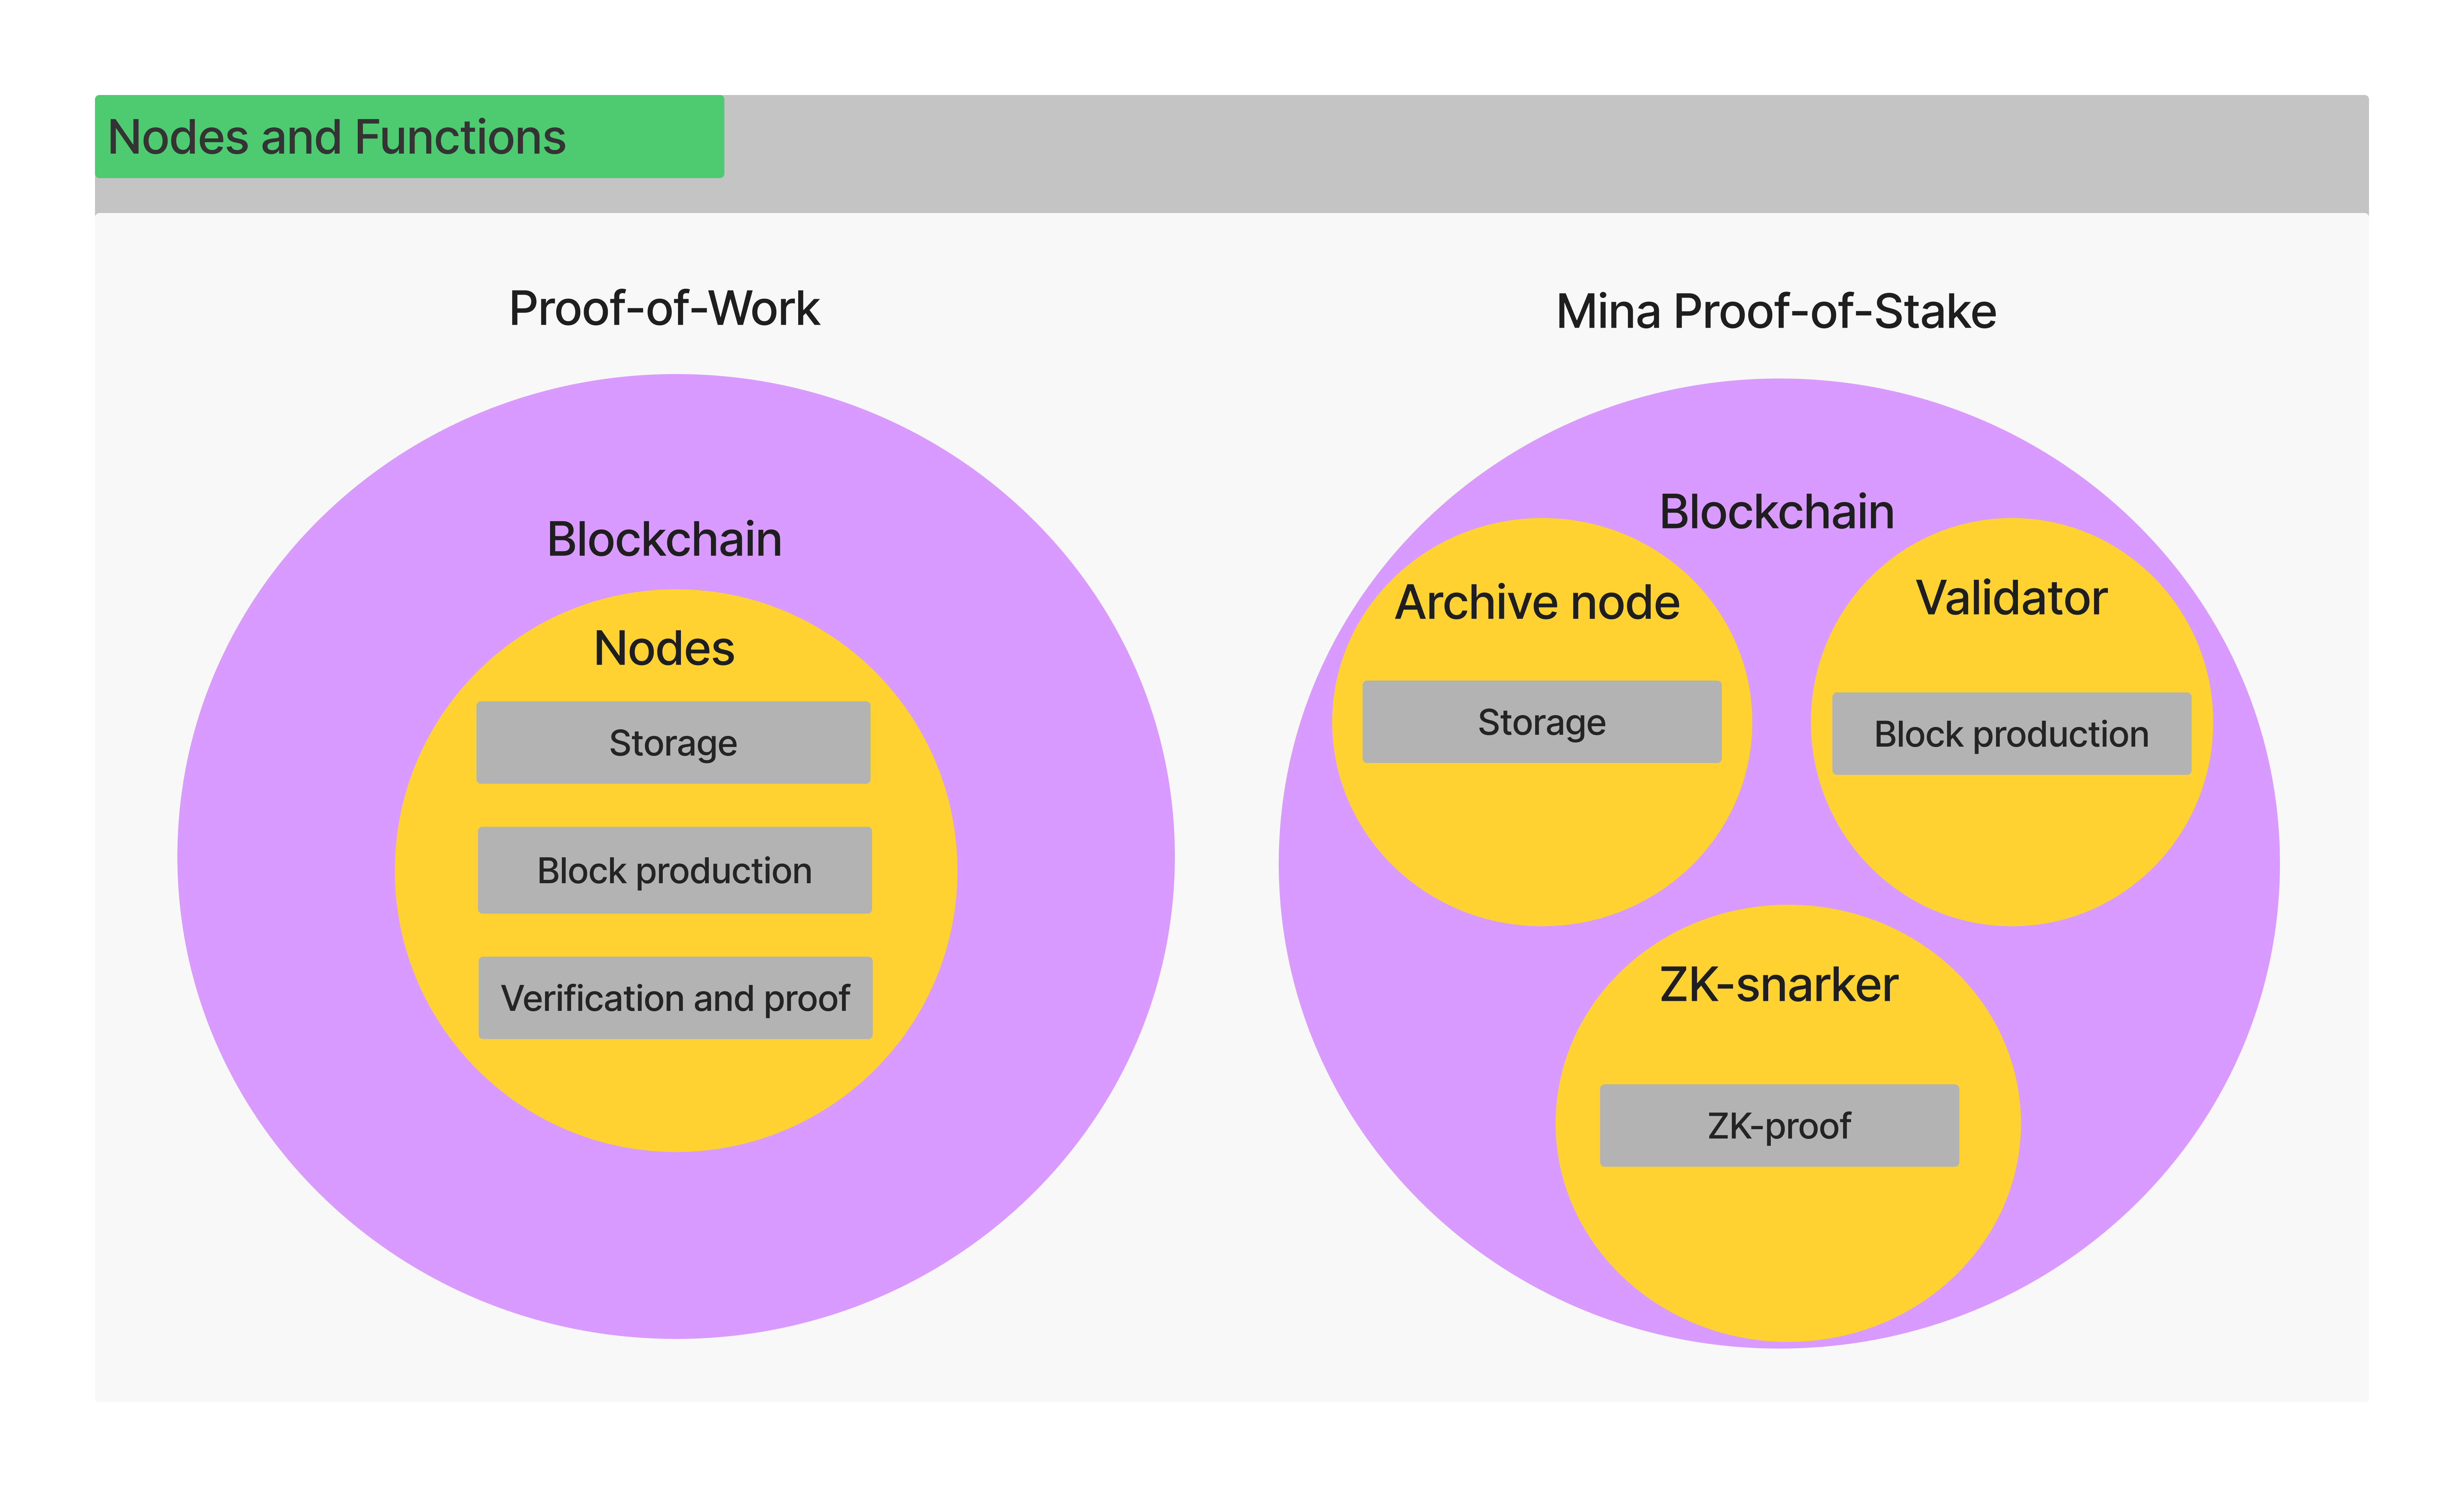 Nodes and Functions
Proof-of-Work
Blockchain
Nodes
Storage
Block production
Verification and proof
Mina Proof-of-Stake
Blockchain
Archive node
Storage
Validator
Block production
ZK-snarker
ZK-proof